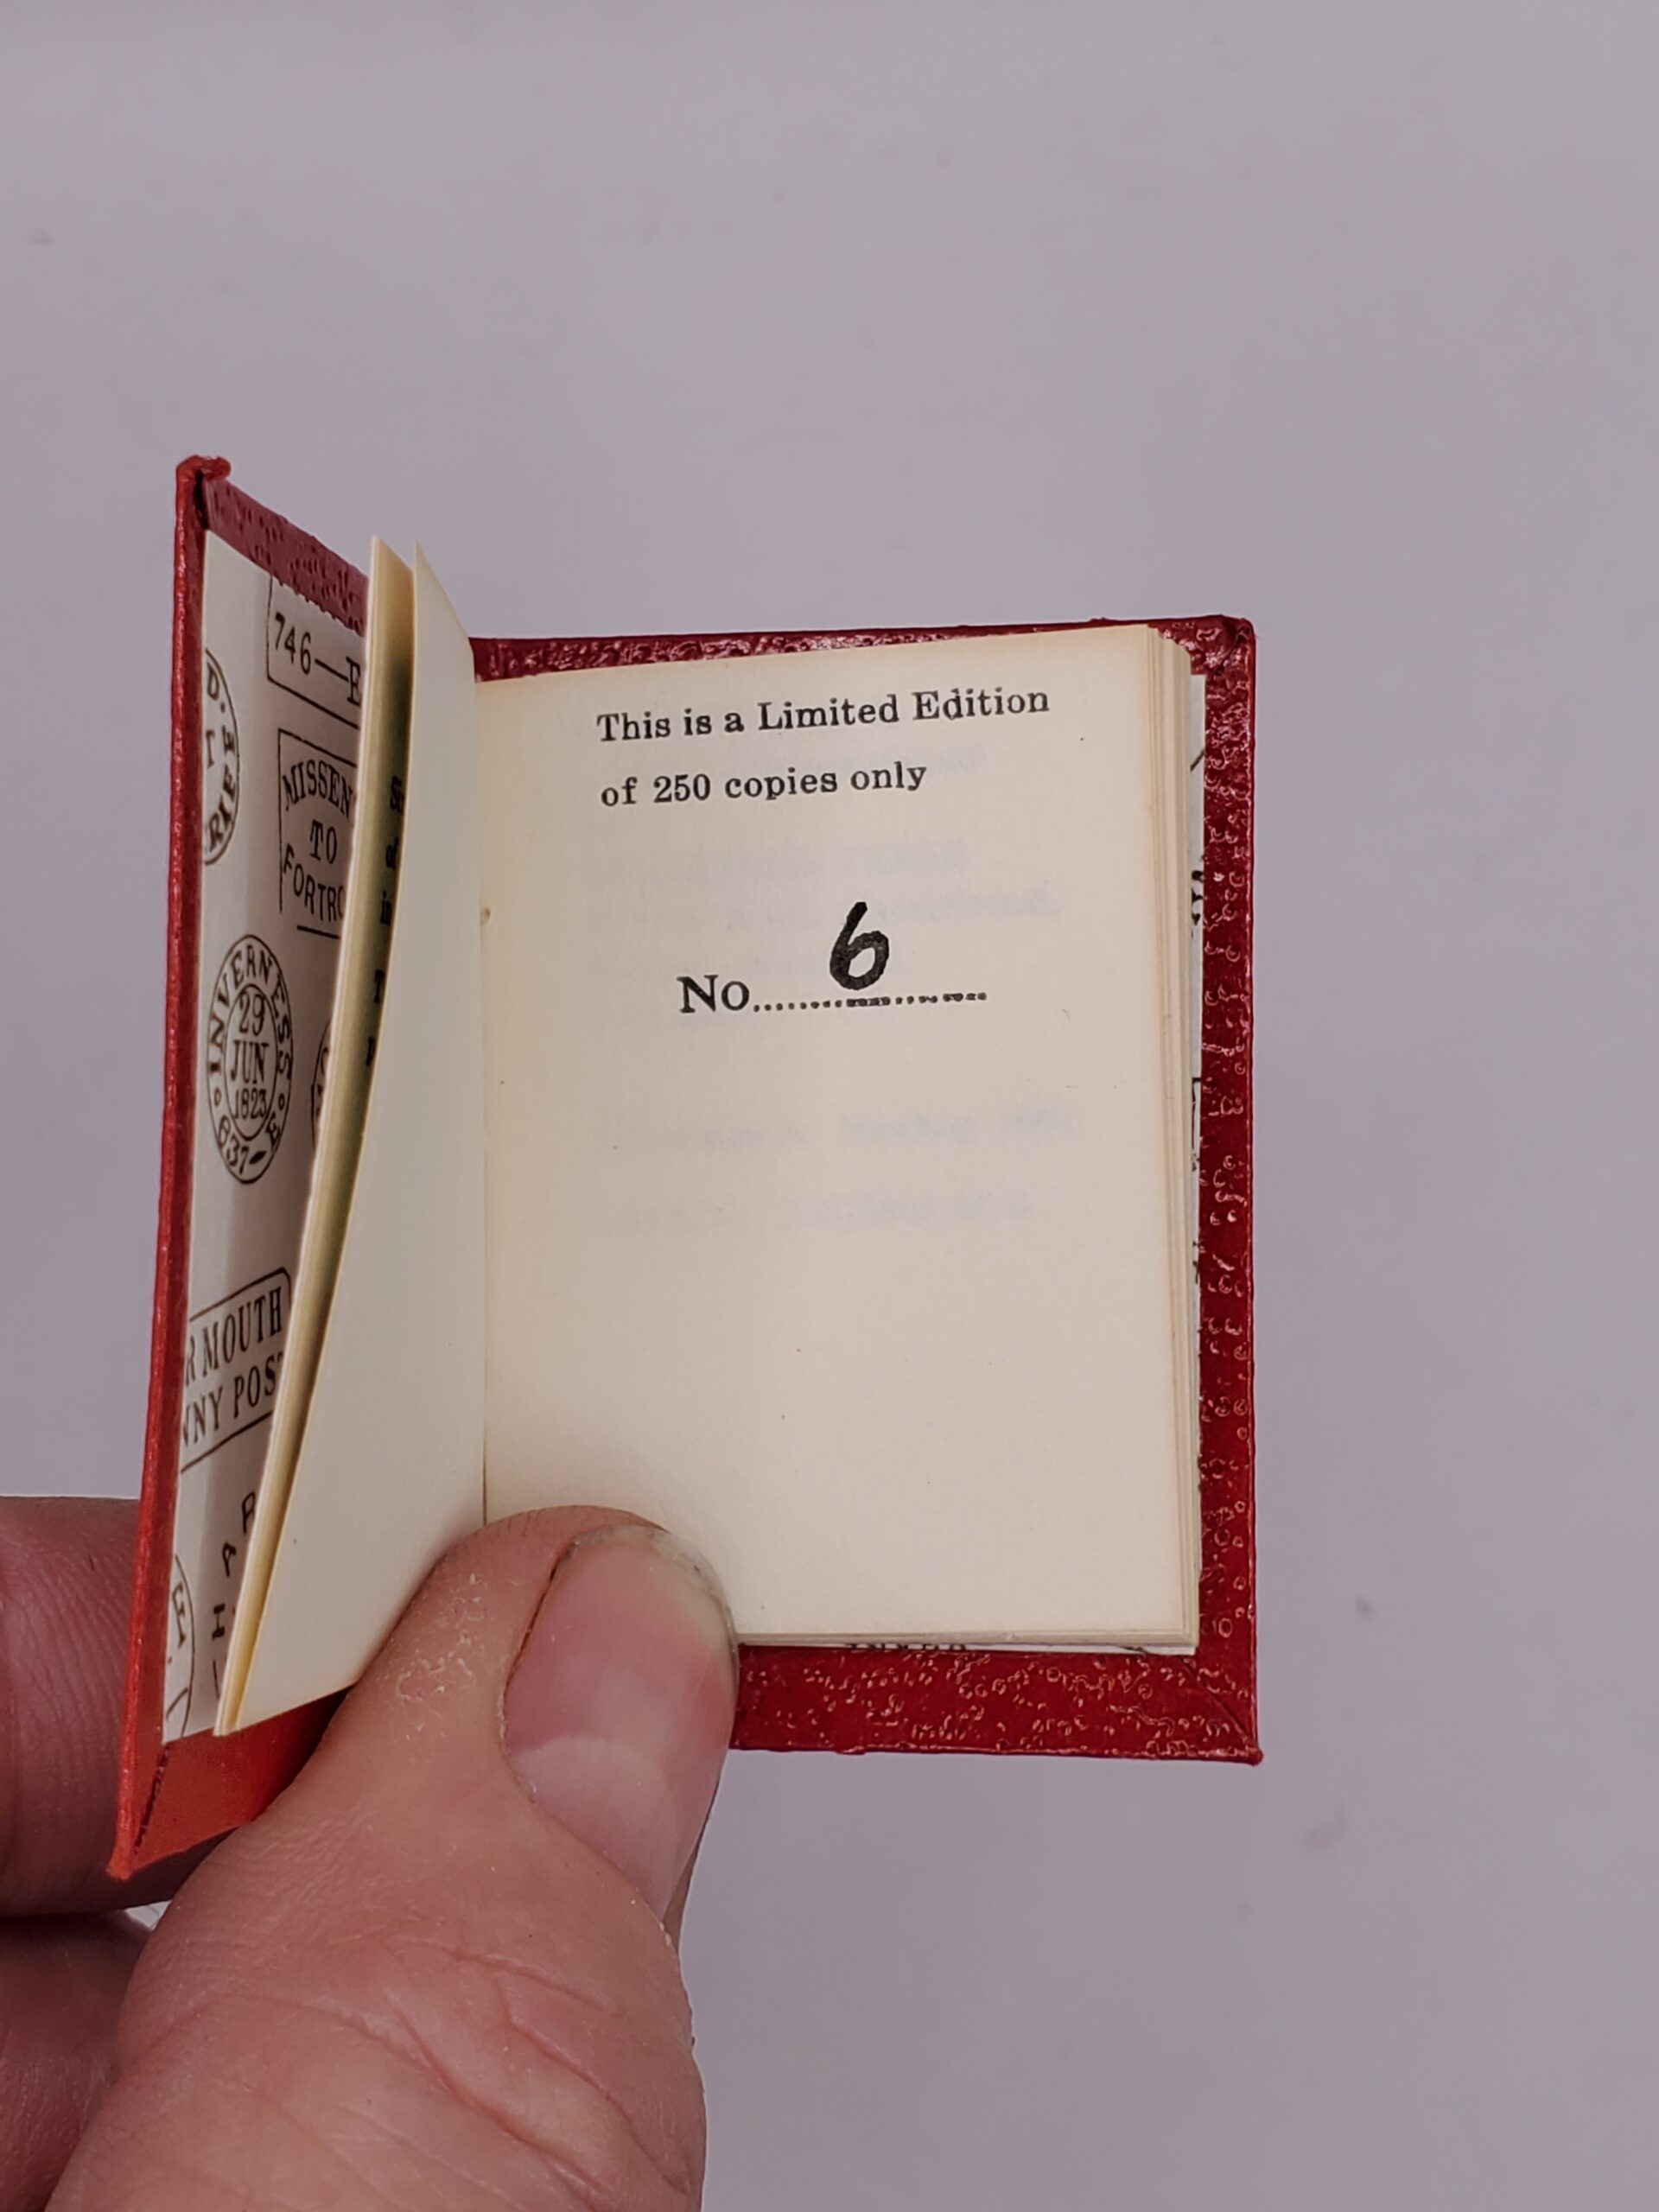 746—E
MISSEN
TO
FORTRO
INVERNESS
29
JUN
1823
637-E
R MOUTH
NNY POST
This is a Limited Edition
of 250 copies only
No. 6